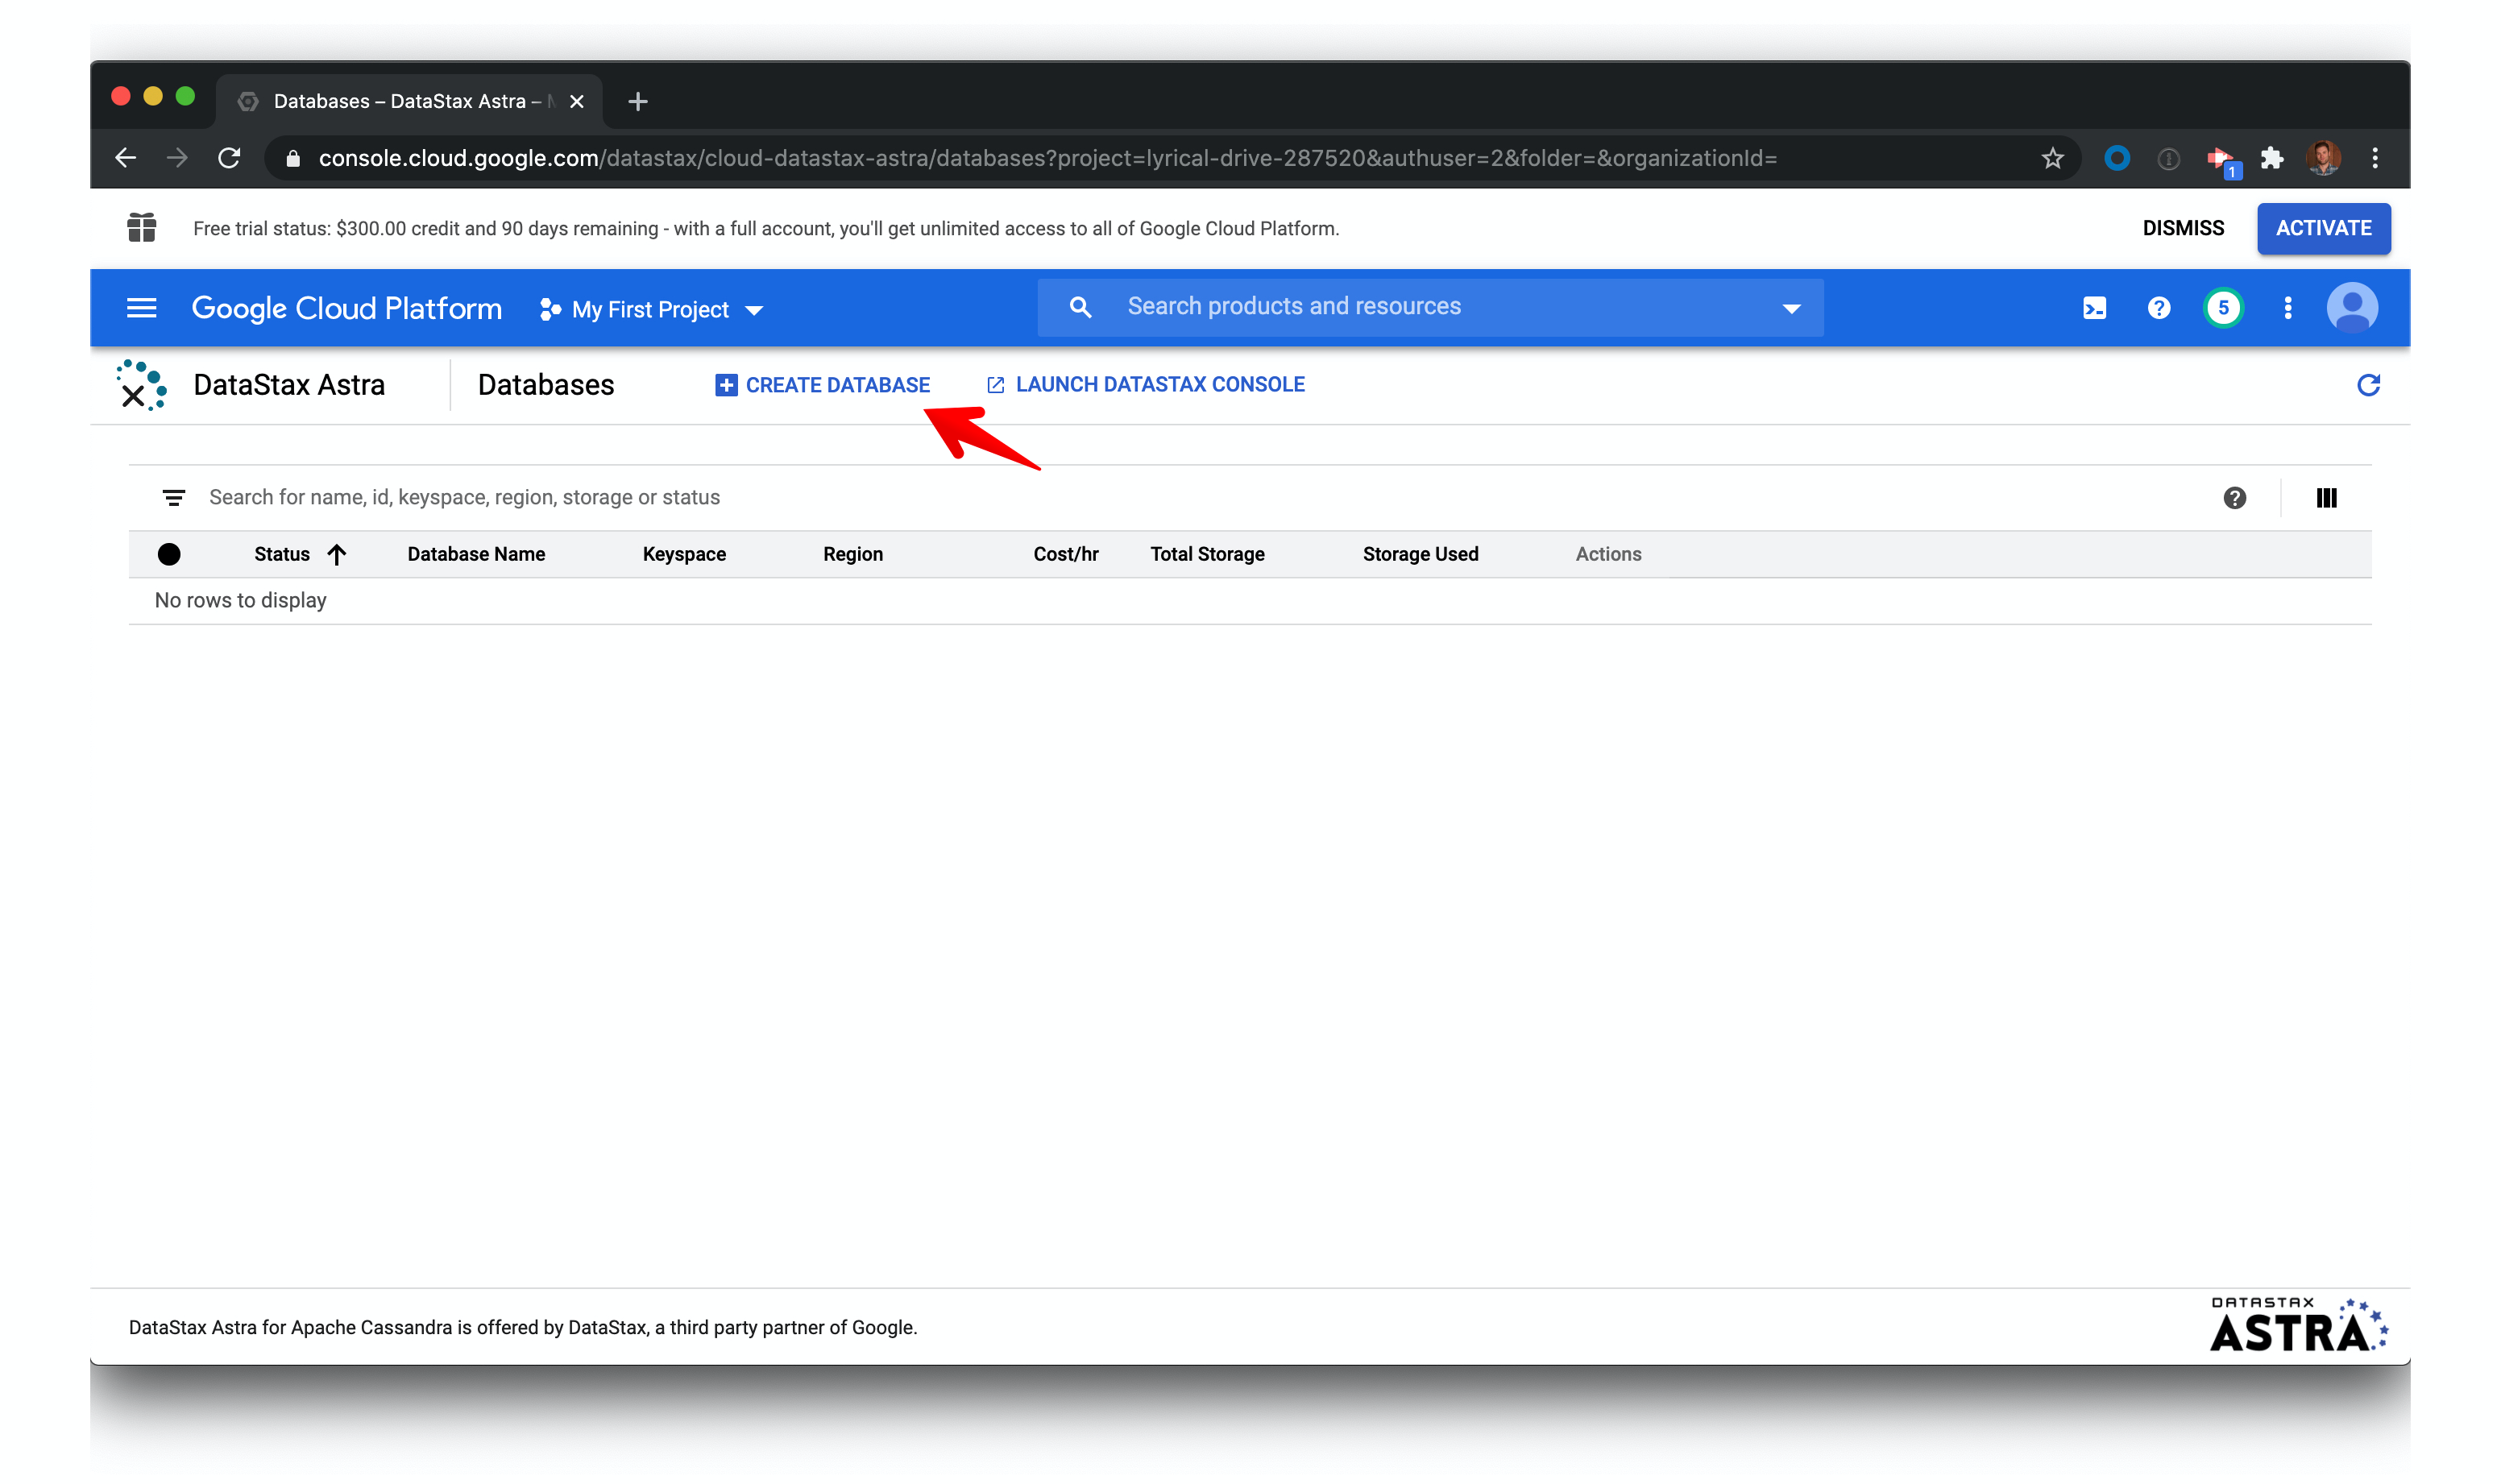 Databases – DataStax Astra –
console.cloud.google.com/datastax/cloud-datastax-astra/databases?project=lyrical-drive-287520&authuser=2&folder=&organizationId=
1
Free trial status: $300.00 credit and 90 days remaining - with a full account, you'll get unlimited access to all of Google Cloud Platform.
DISMISS
ACTIVATE
Google Cloud Platform
My First Project
Search products and resources
5
DataStax Astra
Databases
CREATE DATABASE
LAUNCH DATASTAX CONSOLE
Search for name, id, keyspace, region, storage or status
Status Database Name Keyspace Region Cost/hr Total Storage Storage Used Actions
No rows to display
DataStax Astra for Apache Cassandra is offered by DataStax, a third party partner of Google.
DATASTAX
ASTRA